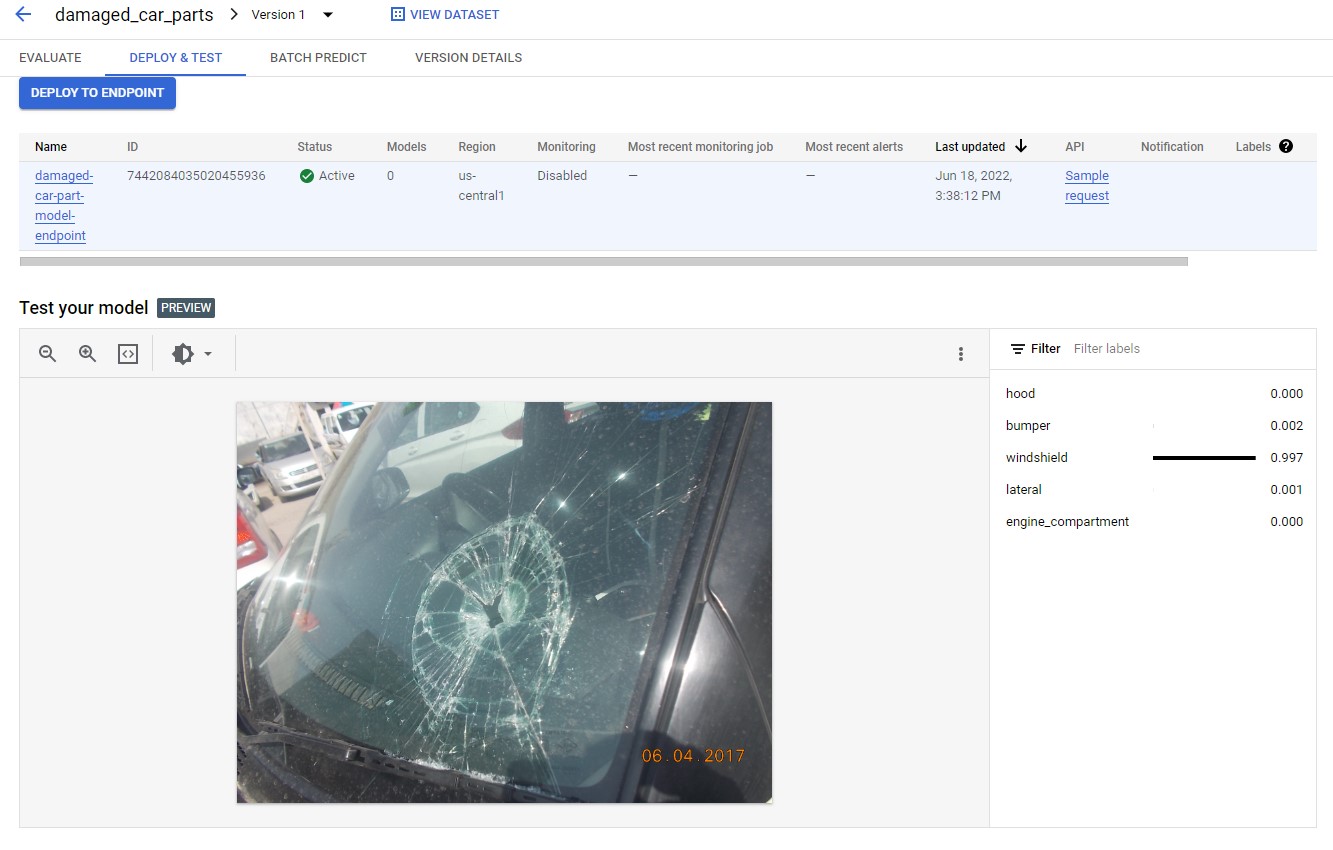 damaged_car_parts Version 1 VIEW DATASET
EVALUATE DEPLOY & TEST BATCH PREDICT VERSION DETAILS
DEPLOY TO ENDPOINT
Name ID Status Models Region Monitoring Most recent monitoring job Most recent alerts Last updated API Notification Labels ?
damaged- 7442084035020455936 Active 0 us- Disabled — — Jun 18, 2022, Sample
car-part- central1 3:38:12 PM request
model-
endpoint
Test your model PREVIEW
Filter Filter labels
hood 0.000
bumper 0.002
windshield 0.997
lateral 0.001
engine_compartment 0.000
06.04.2017